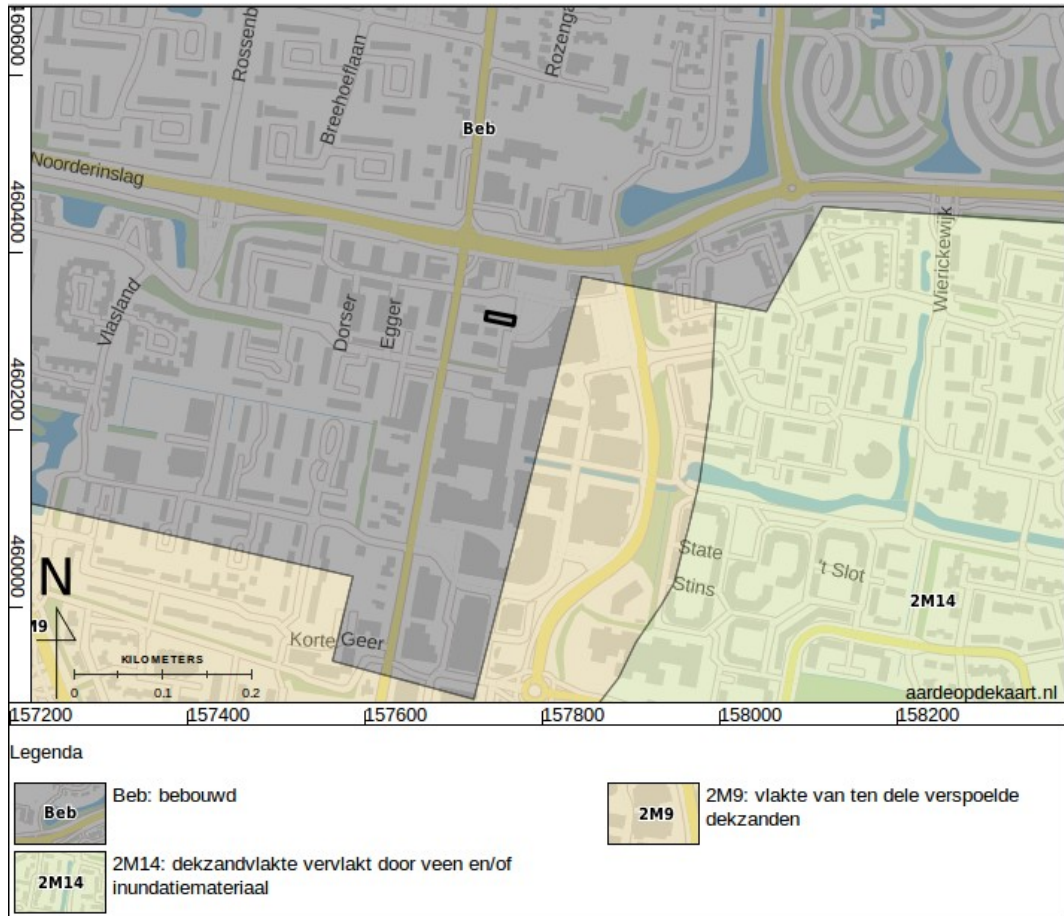 460600
Rossenb
Breehoeflaan
Rozenga
Beb
Noorderinslag
460400
Wierickewijk
Vlasland
Dorser
Egger
460200
460000
N
State
Stins
't Slot
2M14
M9
Korte Geer
KILOMETERS
0 0.1 0.2
aardeopdekaart.nl
157200 157400 157600 157800 158000 158200
Legenda
Beb
Beb: bebouwd
2M9
2M9: vlakte van ten dele verspoelde
dekzanden
2M14
2M14: dekzandvlakte vervlakt door veen en/of
inundatiemateriaal